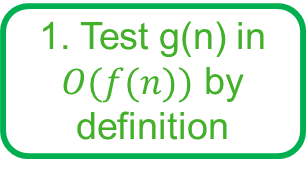 1. Test g(n) in
O(f(n)) by
definition